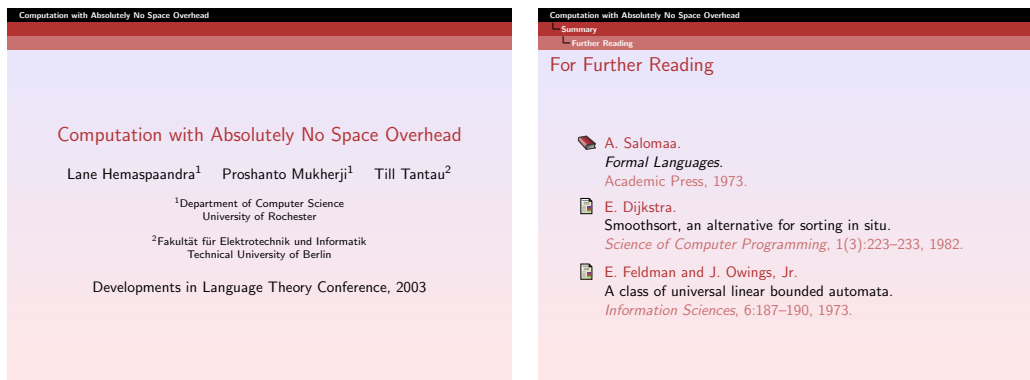 Computation with Absolutely No Space Overhead
Computation with Absolutely No Space Overhead
Lane Hemaspaandra1 Proshanto Mukherji1 Till Tantau2
1Department of Computer Science
University of Rochester
2Fakultät für Elektrotechnik und Informatik
Technical University of Berlin
Developments in Language Theory Conference, 2003
Computation with Absolutely No Space Overhead
Summary
Further Reading
For Further Reading
A. Salomaa.
Formal Languages.
Academic Press, 1973.
E. Dijkstra.
Smoothsort, an alternative for sorting in situ.
Science of Computer Programming, 1(3):223–233, 1982.
E. Feldman and J. Owings, Jr.
A class of universal linear bounded automata.
Information Sciences, 6:187–190, 1973.